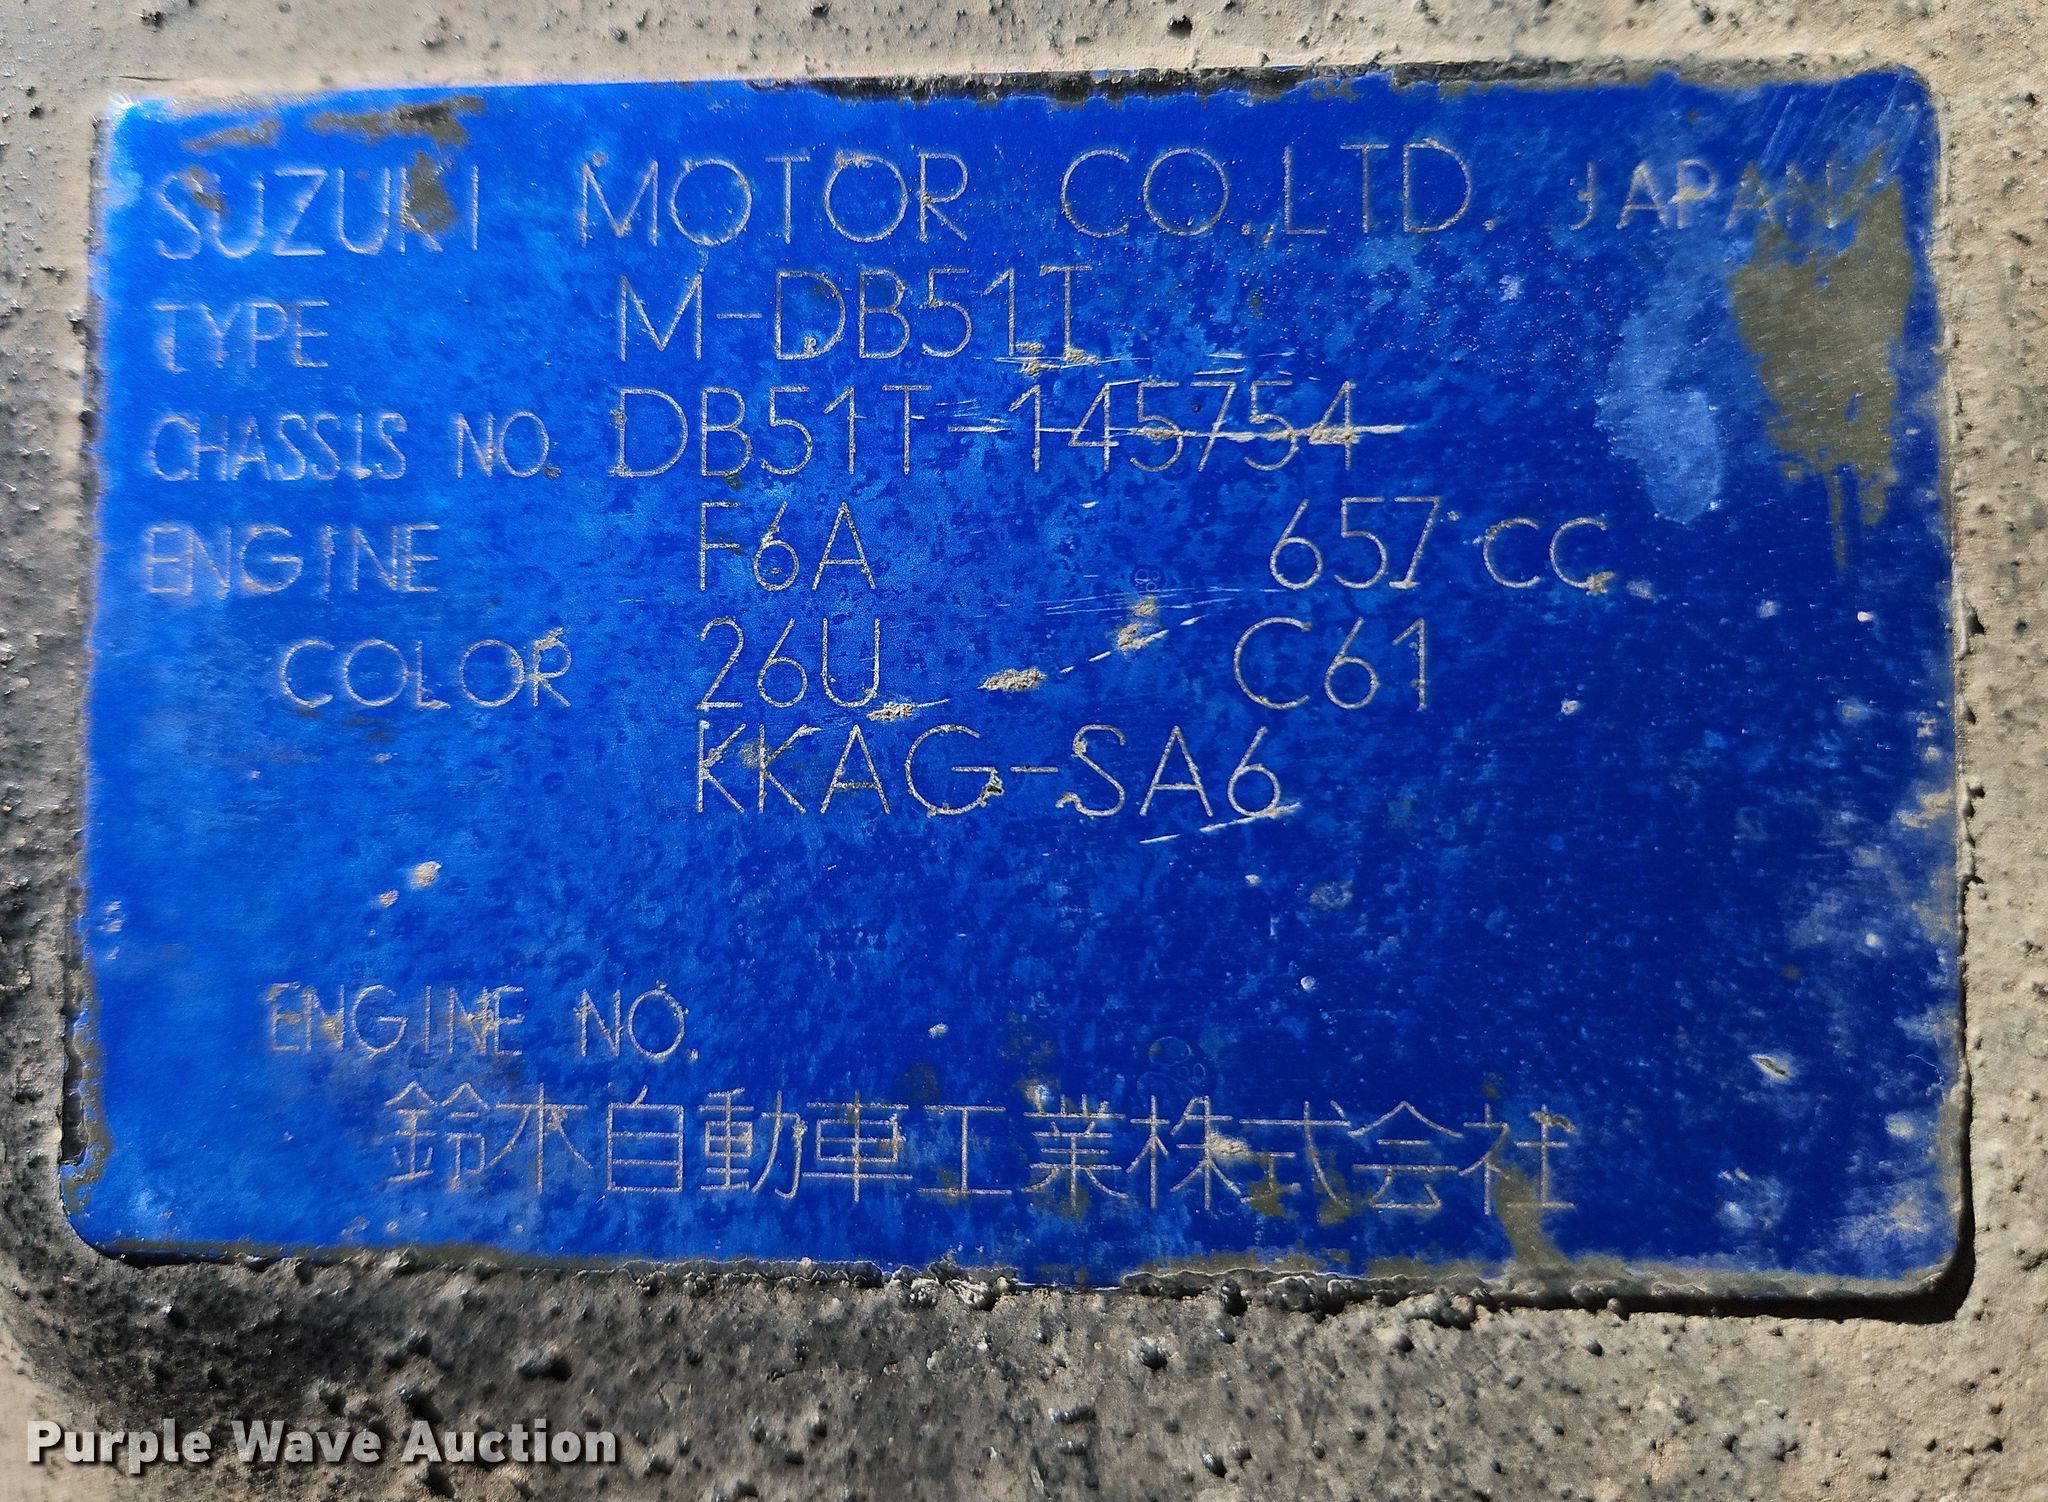 SUZUKI MOTOR CO.,LTD. JAPAN
TYPE M-DB51T
CHASSIS NO. DB51T-145754
ENGINE F6A 657 CC
COLOR 26U C61
KKAG-SA6
ENGINE NO.
鈴木自動車工業株式会社
Purple Wave Auction